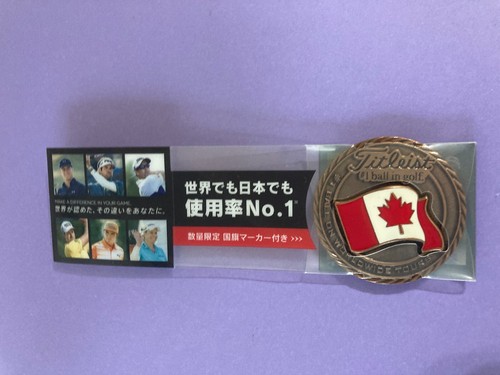 MAKE A DIFFERENCE IN YOUR GAME.
世界が認めた、その違いをあなたに。
世界でも日本でも
使用率No.1※
数量限定 国旗マーカー付き >>>
Titleist
#1 ball in golf.
WORLDWIDE TOUR